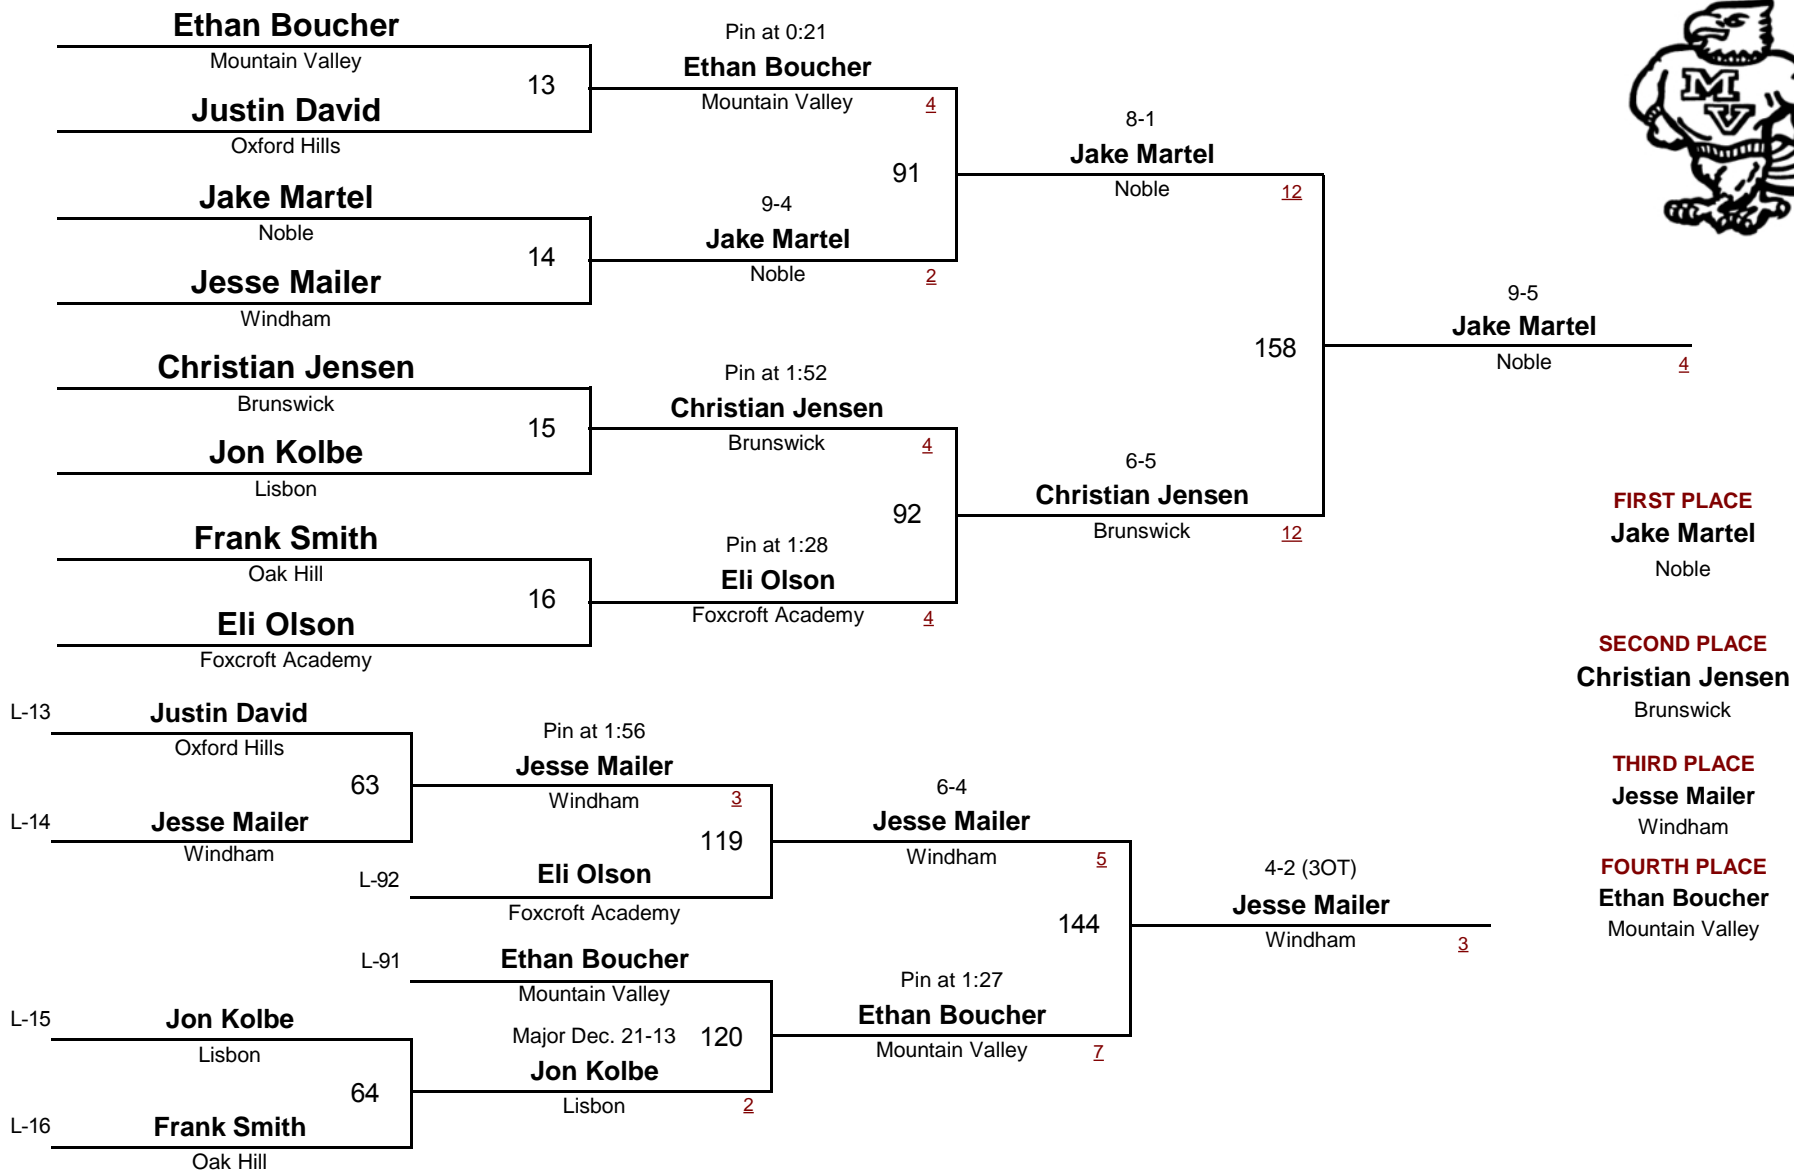 Ethan Boucher
Mountain Valley
13
Justin David
Oxford Hills
Jake Martel
Noble
14
Jesse Mailer
Windham
Christian Jensen
Brunswick
15
Jon Kolbe
Lisbon
Frank Smith
Oak Hill
16
Eli Olson
Foxcroft Academy
Pin at 0:21
Ethan Boucher
Mountain Valley 4
91
9-4
Jake Martel
Noble 2
Pin at 1:52
Christian Jensen
Brunswick 4
92
Pin at 1:28
Eli Olson
Foxcroft Academy 4
8-1
Jake Martel
Noble 12
158
6-5
Christian Jensen
Brunswick 12
9-5
Jake Martel
Noble 4
M
V
FIRST PLACE
Jake Martel
Noble
SECOND PLACE
Christian Jensen
Brunswick
THIRD PLACE
Jesse Mailer
Windham
FOURTH PLACE
Ethan Boucher
Mountain Valley
L-13 Justin David
Oxford Hills
63
L-14 Jesse Mailer
Windham
Pin at 1:56
Jesse Mailer
Windham 3
119
L-92 Eli Olson
Foxcroft Academy
L-91 Ethan Boucher
Mountain Valley
L-15 Jon Kolbe
Lisbon
64
L-16 Frank Smith
Oak Hill
Major Dec. 21-13 120
Jon Kolbe
Lisbon 2
6-4
Jesse Mailer
Windham 5
144
Pin at 1:27
Ethan Boucher
Mountain Valley 7
4-2 (3OT)
Jesse Mailer
Windham 3